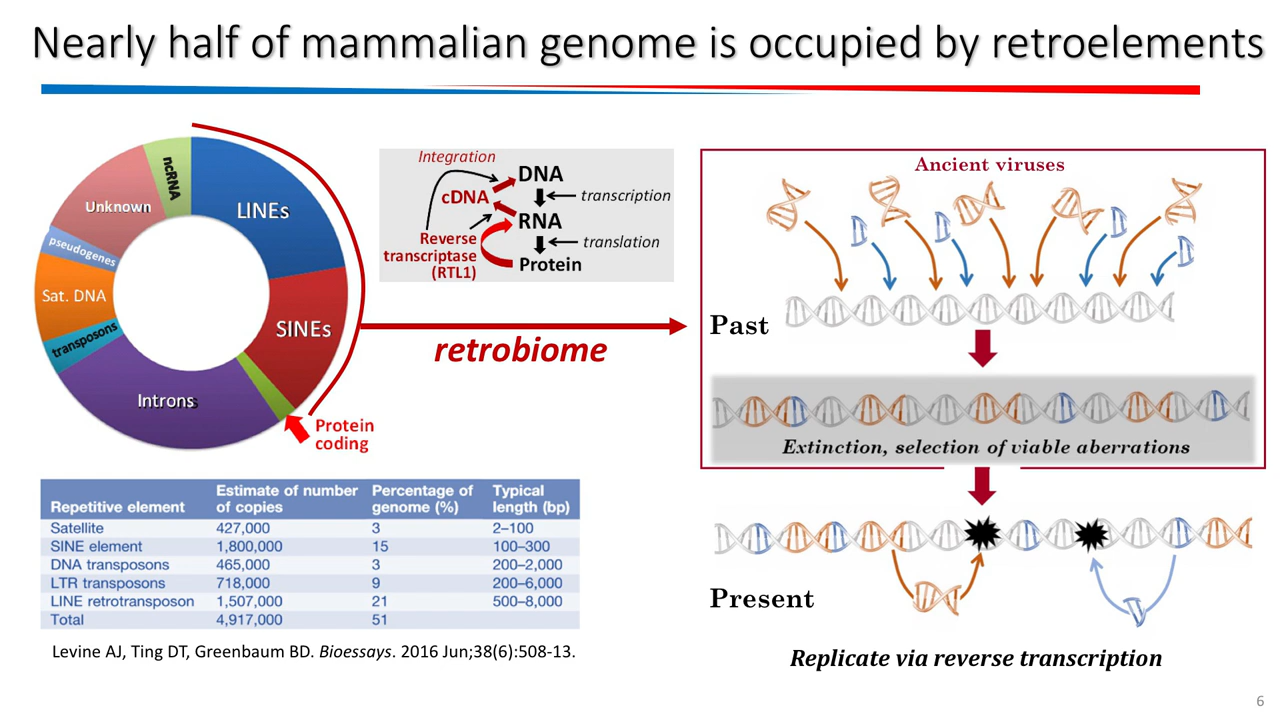 Nearly half of mammalian genome is occupied by retroelements
ncRNA
LINEs
SINEs
Protein
coding
Introns
transposons
Sat. DNA
pseudogenes
Unknown
Integration
DNA
cDNA
transcription
RNA
Reverse
transcriptase
(RTL1)
translation
Protein
retrobiome
Ancient viruses
Past
Extinction, selection of viable aberrations
Present
Replicate via reverse transcription
Repetitive element Estimate of number of copies Percentage of genome (%) Typical length (bp)
Satellite 427,000 3 2–100
SINE element 1,800,000 15 100–300
DNA transposons 465,000 3 200–2,000
LTR transposons 718,000 9 200–6,000
LINE retrotransposon 1,507,000 21 500–8,000
Total 4,917,000 51
Levine AJ, Ting DT, Greenbaum BD. Bioessays. 2016 Jun;38(6):508-13.
6